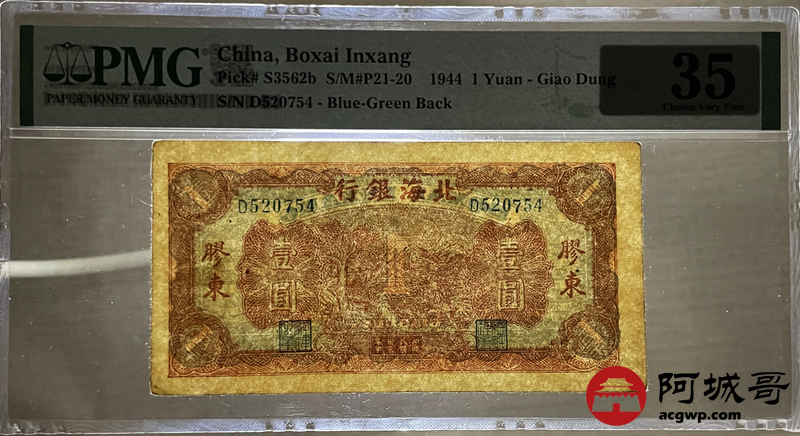 PMG
PAPER MONEY GUARANTY
China, Boxai Inxang
Pick# S3562b S/M#P21-20 1944 1 Yuan - Giao Dung
S/N D520754 - Blue-Green Back
35
Choice Very Fine
行銀海北
D520754 D520754
膠東 壹圓 壹圓 膠東
阿城哥
acgwp.com